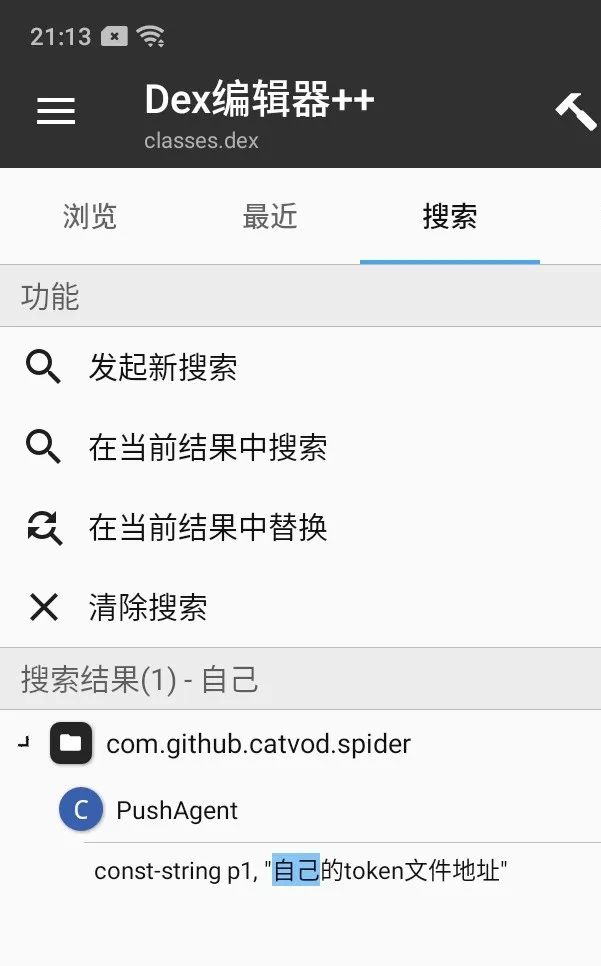 21:13
Dex编辑器++
classes.dex
浏览 最近 搜索
功能
发起新搜索
在当前结果中搜索
在当前结果中替换
清除搜索
搜索结果(1) - 自己
com.github.catvod.spider
C PushAgent
const-string p1, "自己的token文件地址"